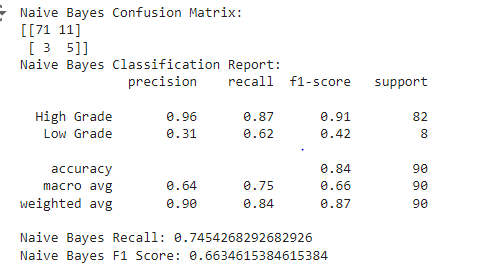 Naive Bayes Confusion Matrix:
[[71 11]
 [ 3  5]]
Naive Bayes Classification Report:
              precision    recall  f1-score   support

  High Grade       0.96      0.87      0.91        82
   Low Grade       0.31      0.62      0.42         8

    accuracy                           0.84        90
   macro avg       0.64      0.75      0.66        90
weighted avg       0.90      0.84      0.87        90

Naive Bayes Recall: 0.7454268292682926
Naive Bayes F1 Score: 0.6634615384615384